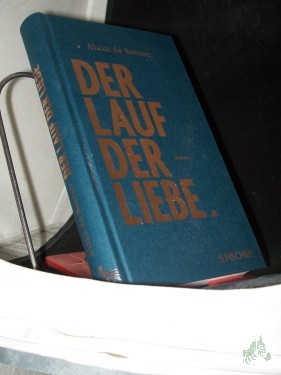 Alain de Botton
DER
LAUF
DER
LIEBE
S. FISCHER